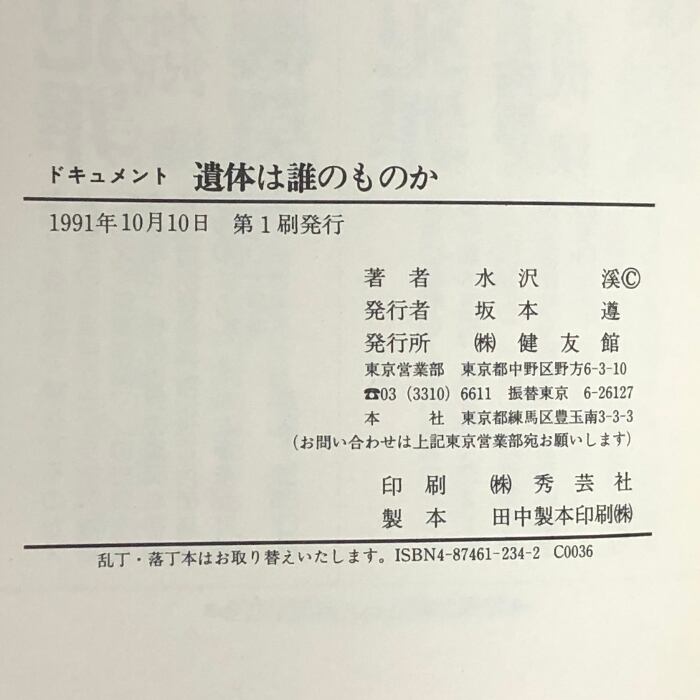 ドキュメント 遺体は誰のものか
1991年10月10日 第1刷発行
著者 水沢 溪©
発行者 坂本 遵
発行所 ㈱健友館
東京営業部 東京都中野区野方6-3-10
☎03(3310)6611 振替東京 6-26127
本社 東京都練馬区豊玉南3-3-3
(お問い合わせは上記東京営業部宛お願いします)
印刷 ㈱秀芸社
製本 田中製本印刷㈱
乱丁・落丁本はお取り替えいたします。ISBN4-87461-234-2 C0036